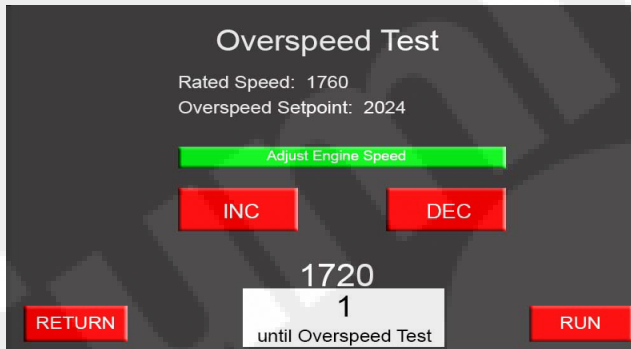 Overspeed Test
Rated Speed: 1760
Overspeed Setpoint: 2024
Adjust Engine Speed
INC DEC
1720
1
until Overspeed Test
RETURN RUN